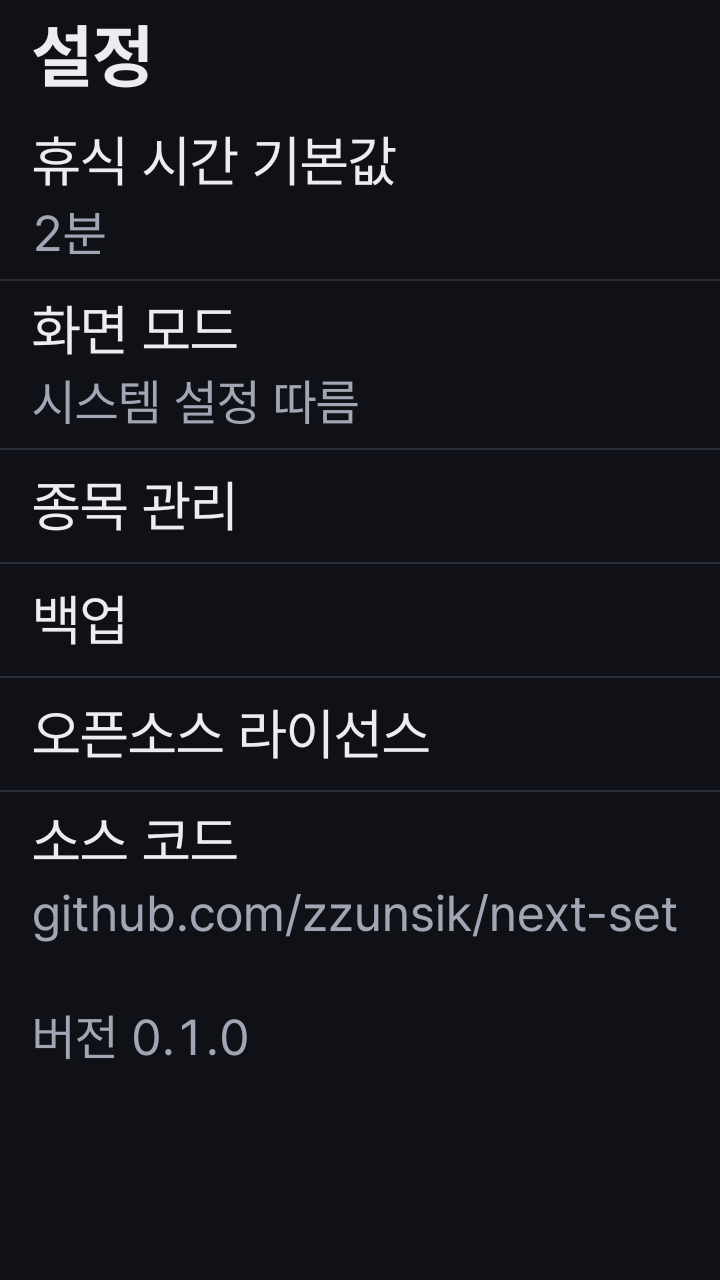 설정
휴식 시간 기본값
2분
화면 모드
시스템 설정 따름
종목 관리
백업
오픈소스 라이선스
소스 코드
github.com/zzunsik/next-set
버전 0.1.0